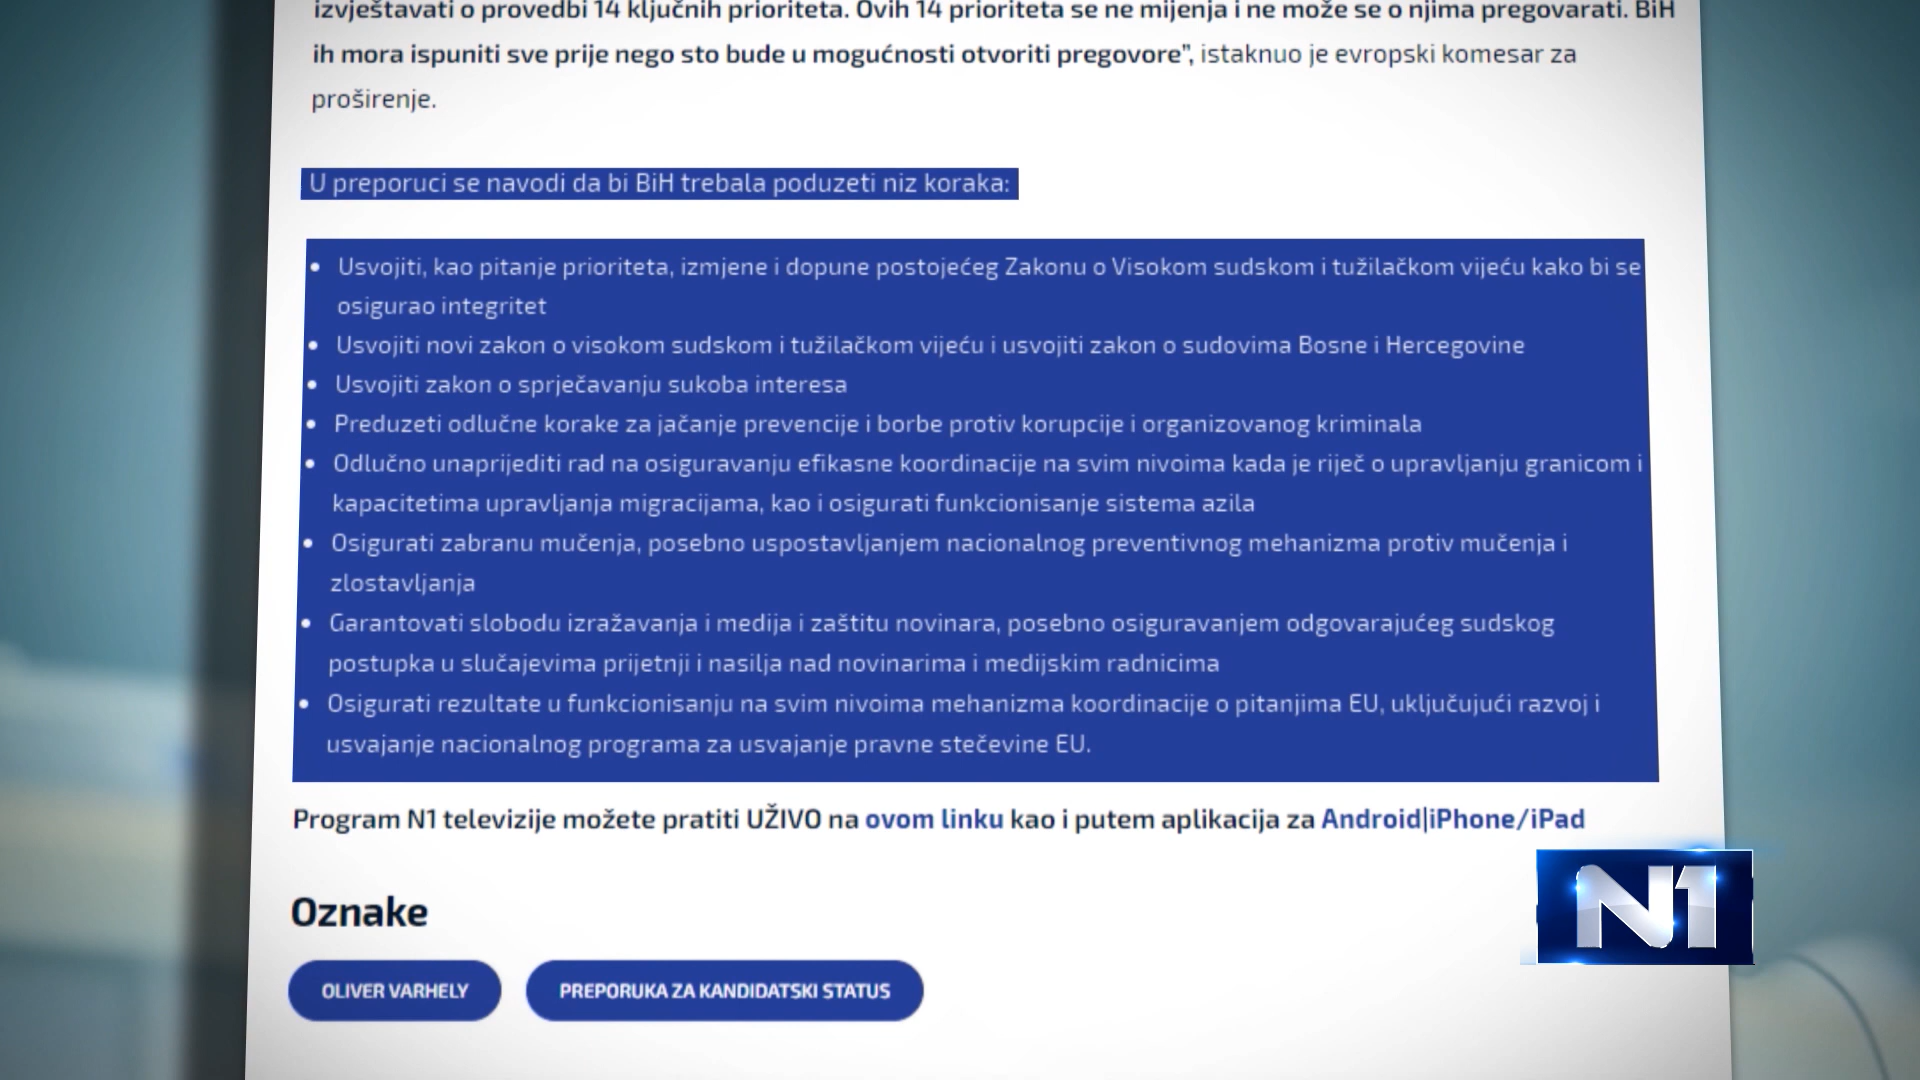 izvještavati o provedbi 14 ključnih prioriteta. Ovih 14 prioriteta se ne mijenja i ne može se o njima pregovarati. BiH
ih mora ispuniti sve prije nego sto bude u mogućnosti otvoriti pregovore”, istaknuo je evropski komesar za
proširenje.
U preporuci se navodi da bi BiH trebala poduzeti niz koraka:
• Usvojiti, kao pitanje prioriteta, izmjene i dopune postojećeg Zakonu o Visokom sudskom i tužilačkom vijeću kako bi se
osigurao integritet
• Usvojiti novi zakon o visokom sudskom i tužilačkom vijeću i usvojiti zakon o sudovima Bosne i Hercegovine
• Usvojiti zakon o sprječavanju sukoba interesa
• Preduzeti odlučne korake za jačanje prevencije i borbe protiv korupcije i organizovanog kriminala
• Odlučno unaprijediti rad na osiguravanju efikasne koordinacije na svim nivoima kada je riječ o upravljanju granicom i
kapacitetima upravljanja migracijama, kao i osigurati funkcionisanje sistema azila
• Osigurati zabranu mučenja, posebno uspostavljanjem nacionalnog preventivnog mehanizma protiv mučenja i
zlostavljanja
• Garantovati slobodu izražavanja i medija i zaštitu novinara, posebno osiguravanjem odgovarajućeg sudskog
postupka u slučajevima prijetnji i nasilja nad novinarima i medijskim radnicima
• Osigurati rezultate u funkcionisanju na svim nivoima mehanizma koordinacije o pitanjima EU, uključujući razvoj i
usvajanje nacionalnog programa za usvajanje pravne stečevine EU.
Program N1 televizije možete pratiti UŽIVO na ovom linku kao i putem aplikacija za Android|iPhone/iPad
N1
Oznake
OLIVER VARHELY
PREPORUKA ZA KANDIDATSKI STATUS